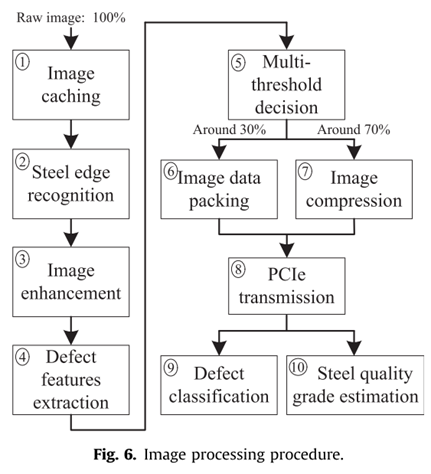 Raw image: 100%
①
Image
caching
②
Steel edge
recognition
③
Image
enhancement
④
Defect
features
extraction
⑤
Multi-
threshold
decision
Around 30%
Around 70%
⑥
Image data
packing
⑦
Image
compression
⑧
PCIe
transmission
⑨
Defect
classification
⑩
Steel quality
grade estimation
Fig. 6. Image processing procedure.